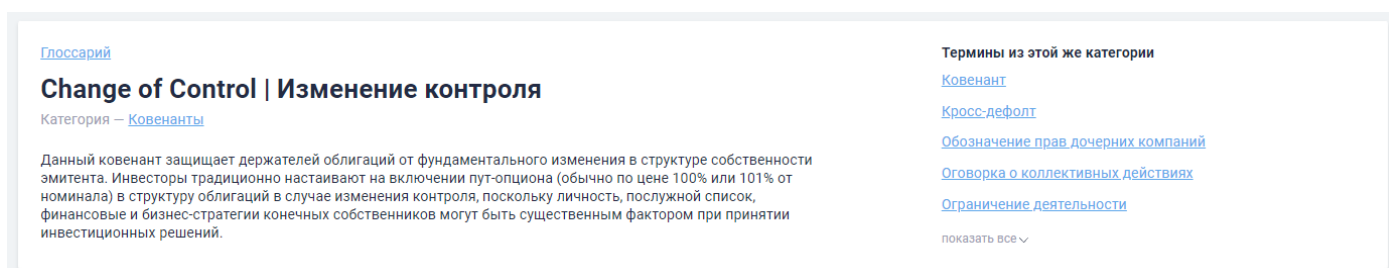 Глоссарий
Change of Control | Изменение контроля
Категория — Ковенанты
Данный ковенант защищает держателей облигаций от фундаментального изменения в структуре собственности
эмитента. Инвесторы традиционно настаивают на включении пут-опциона (обычно по цене 100% или 101% от
номинала) в структуру облигаций в случае изменения контроля, поскольку личность, послужной список,
финансовые и бизнес-стратегии конечных собственников могут быть существенным фактором при принятии
инвестиционных решений.
Термины из этой же категории
Ковенант
Кросс-дефолт
Обозначение прав дочерних компаний
Оговорка о коллективных действиях
Ограничение деятельности
показать все